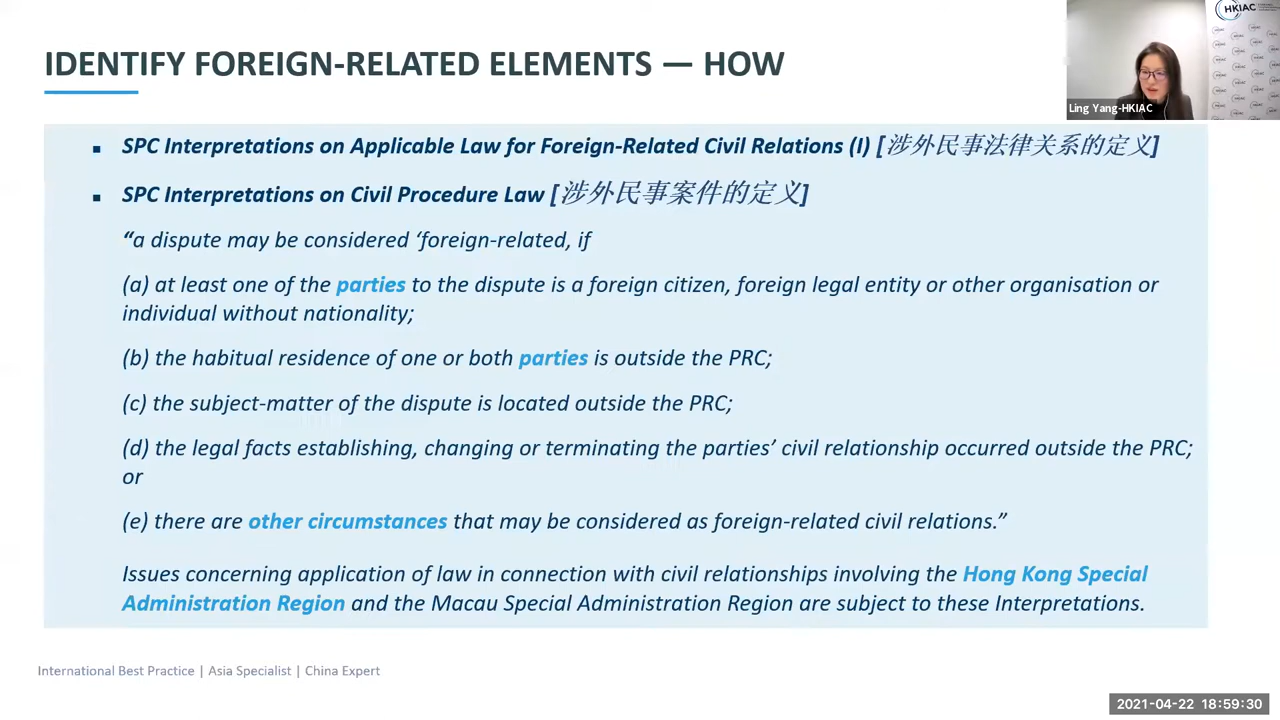 IDENTIFY FOREIGN-RELATED ELEMENTS — HOW
HKIAC
Ling Yang-HKIAC
▪ SPC Interpretations on Applicable Law for Foreign-Related Civil Relations (I) [涉外民事法律关系的定义]
▪ SPC Interpretations on Civil Procedure Law [涉外民事案件的定义]
“a dispute may be considered ‘foreign-related, if
(a) at least one of the parties to the dispute is a foreign citizen, foreign legal entity or other organisation or
individual without nationality;
(b) the habitual residence of one or both parties is outside the PRC;
(c) the subject-matter of the dispute is located outside the PRC;
(d) the legal facts establishing, changing or terminating the parties’ civil relationship occurred outside the PRC;
or
(e) there are other circumstances that may be considered as foreign-related civil relations.”
Issues concerning application of law in connection with civil relationships involving the Hong Kong Special
Administration Region and the Macau Special Administration Region are subject to these Interpretations.
International Best Practice | Asia Specialist | China Expert
2021-04-22 18:59:30